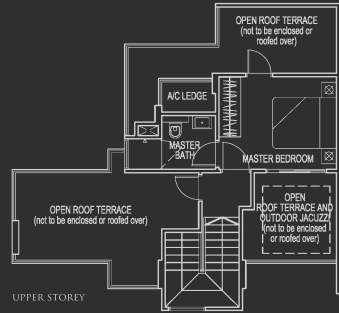 OPEN ROOF TERRACE
(not to be enclosed or
roofed over)
A/C LEDGE
MASTER
BATH
MASTER BEDROOM
OPEN ROOF TERRACE
(not to be enclosed or roofed over)
OPEN
ROOF TERRACE AND
OUTDOOR JACUZZI
(not to be enclosed
or roofed over)
UPPER STOREY